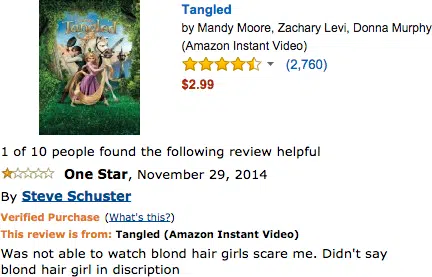 Tangled
Tangled
by Mandy Moore, Zachary Levi, Donna Murphy
(Amazon Instant Video)
(2,760)
$2.99
1 of 10 people found the following review helpful
One Star, November 29, 2014
By Steve Schuster
Verified Purchase (What's this?)
This review is from: Tangled (Amazon Instant Video)
Was not able to watch blond hair girls scare me. Didn't say
blond hair girl in discription